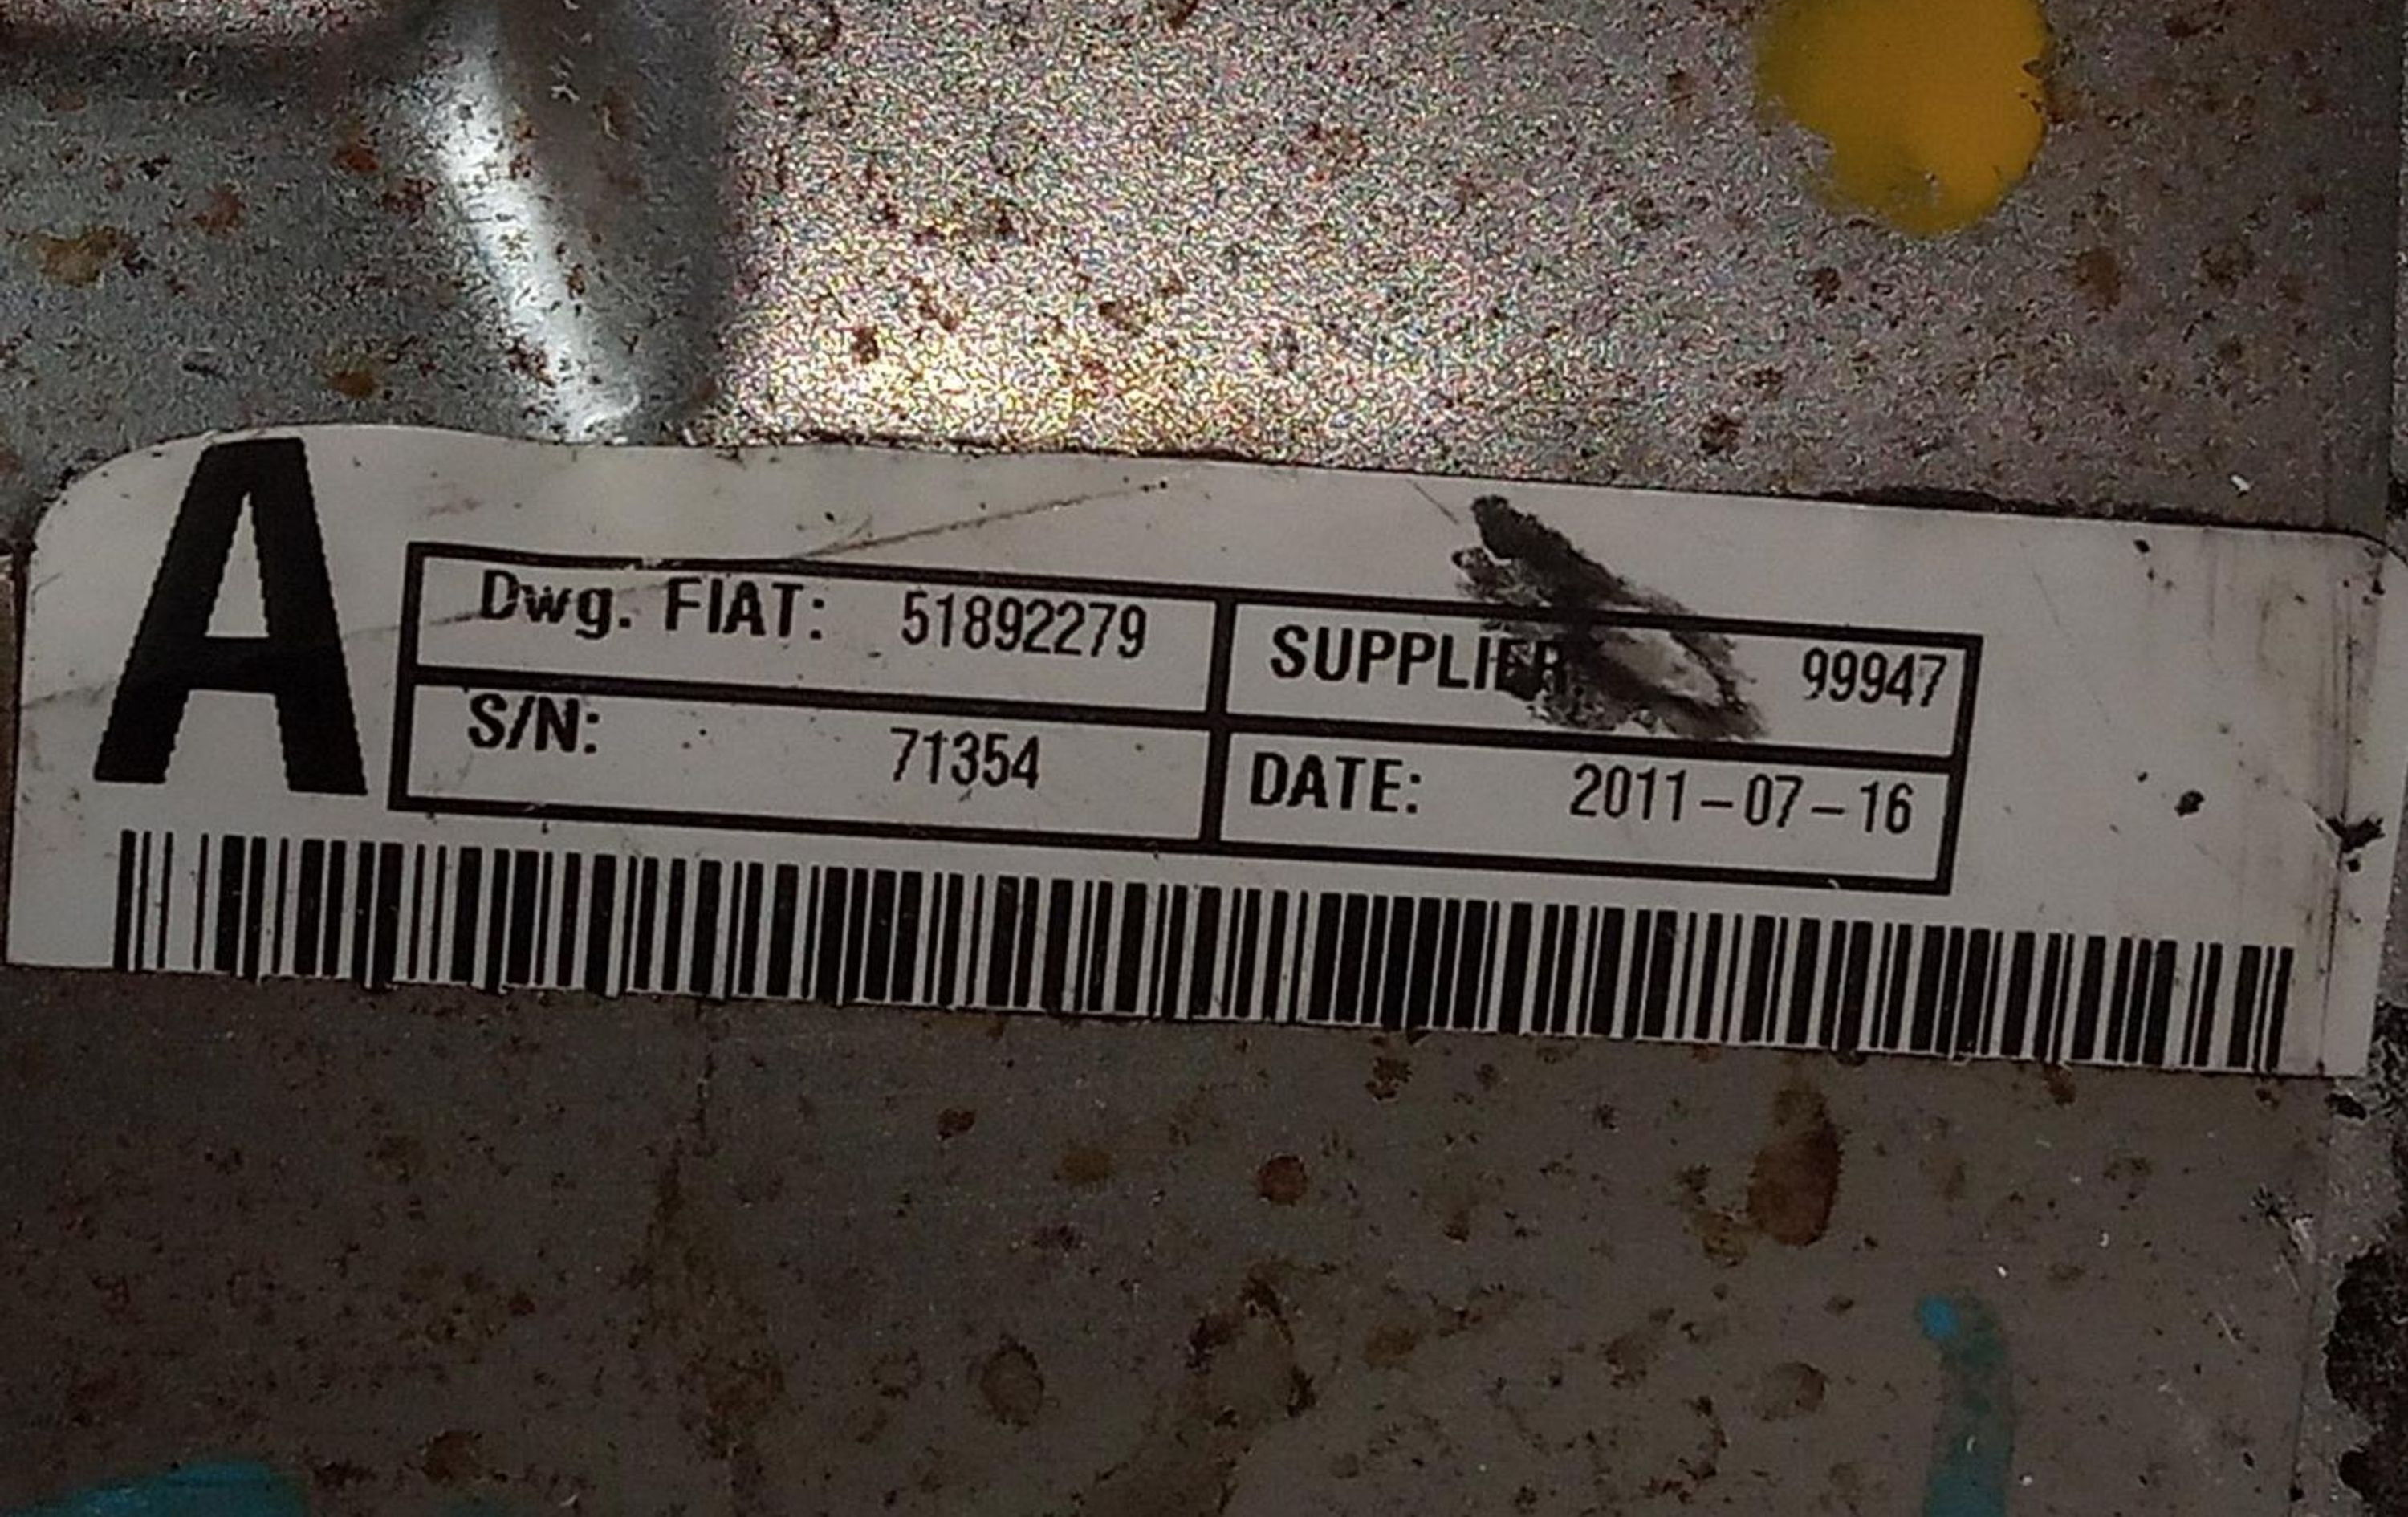 A
Dwg. FIAT: 51892279
SUPPLIER 99947
S/N: 71354
DATE: 2011-07-16